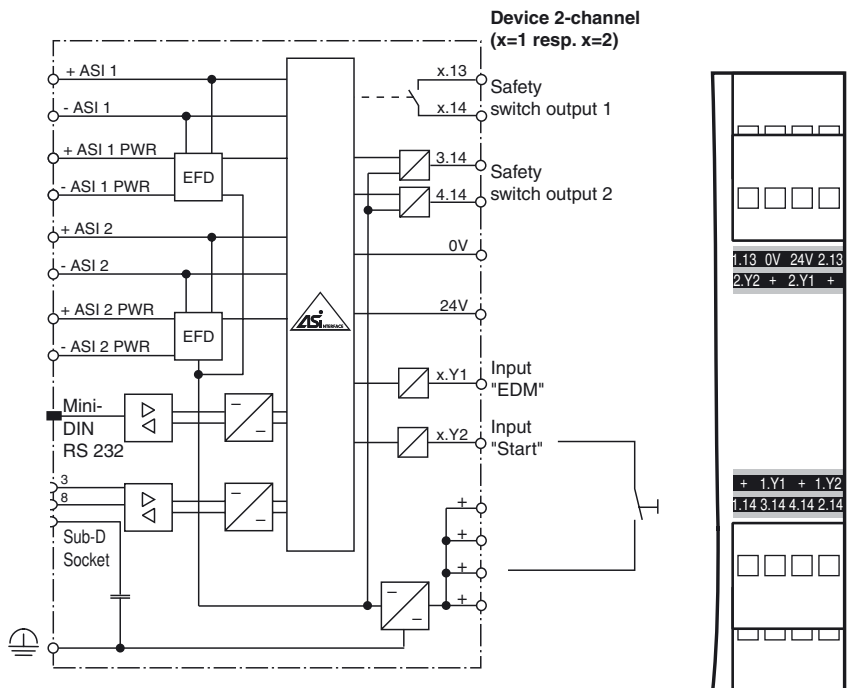 Device 2-channel
(x=1 resp. x=2)
+ ASI 1
- ASI 1
+ ASI 1 PWR
- ASI 1 PWR
EFD
+ ASI 2
- ASI 2
+ ASI 2 PWR
- ASI 2 PWR
EFD
Mini-
DIN
RS 232
3
8
Sub-D
Socket
ASi
INTERFACE
x.13
x.14
Safety
switch output 1
3.14
4.14
Safety
switch output 2
0V
24V
x.Y1
Input
"EDM"
x.Y2
Input
"Start"
+
+
+
+
1.13 0V 24V 2.13
2.Y2 + 2.Y1 +
+ 1.Y1 + 1.Y2
1.14 3.14 4.14 2.14